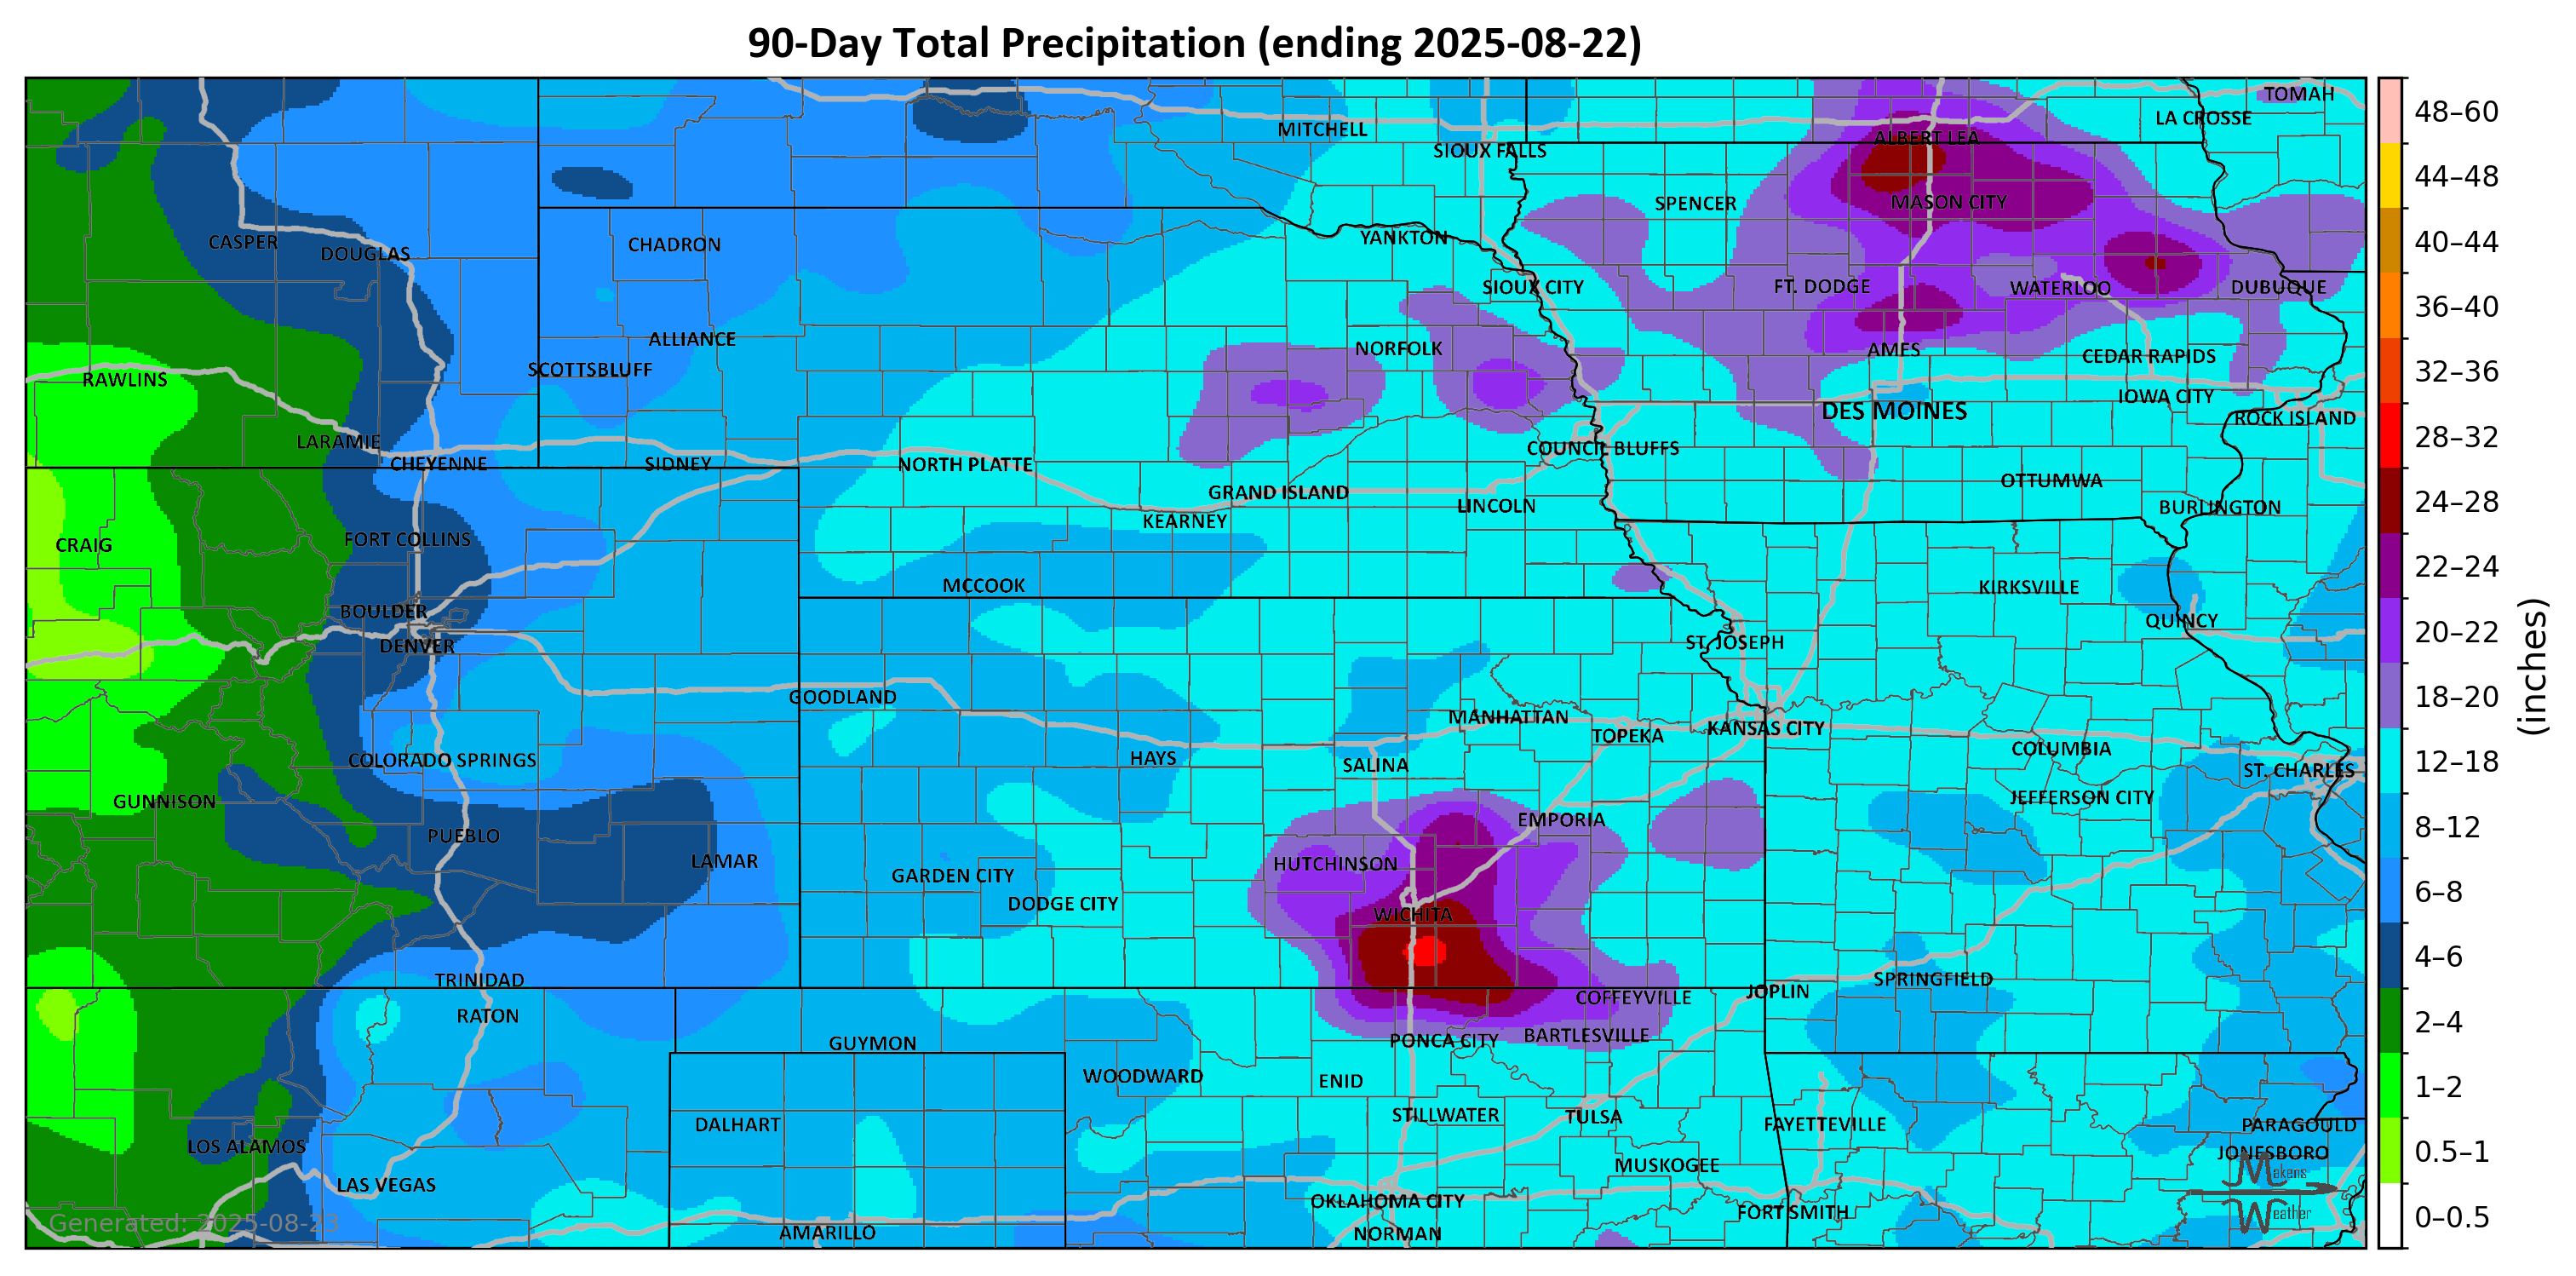 90-Day Total Precipitation (ending 2025-08-22)
TOMAH
LA CROSSE
MITCHELL
ALBERT LEA
SIOUX FALLS
SPENCER
MASON CITY
CASPER
DOUGLAS
CHADRON
YANKTON
SIOUX CITY
FT. DODGE
WATERLOO
DUBUQUE
ALLIANCE
NORFOLK
AMES
CEDAR RAPIDS
SCOTTSBLUFF
RAWLINS
IOWA CITY
DES MOINES
ROCK ISLAND
LARAMIE
COUNCIL BLUFFS
CHEYENNE
SIDNEY
NORTH PLATTE
OTTUMWA
GRAND ISLAND
LINCOLN
BURLINGTON
KEARNEY
CRAIG
FORT COLLINS
MCCOOK
KIRKSVILLE
BOULDER
QUINCY
DENVER
ST. JOSEPH
GOODLAND
MANHATTAN
TOPEKA
KANSAS CITY
COLUMBIA
COLORADO SPRINGS
HAYS
SALINA
ST. CHARLES
GUNNISON
JEFFERSON CITY
EMPORIA
PUEBLO
LAMAR
HUTCHINSON
GARDEN CITY
DODGE CITY
WICHITA
TRINIDAD
SPRINGFIELD
JOPLIN
COFFEYVILLE
RATON
GUYMON
PONCA CITY
BARTLESVILLE
WOODWARD
ENID
DALHART
STILLWATER
TULSA
FAYETTEVILLE
PARAGOULD
LOS ALAMOS
JONESBORO
MUSKOGEE
LAS VEGAS
OKLAHOMA CITY
FORT SMITH
AMARILLO
NORMAN
Generated: 2025-08-23
Makens
Weather
48–60
44–48
40–44
36–40
32–36
28–32
24–28
22–24
20–22
18–20
12–18
8–12
6–8
4–6
2–4
1–2
0.5–1
0–0.5
(inches)